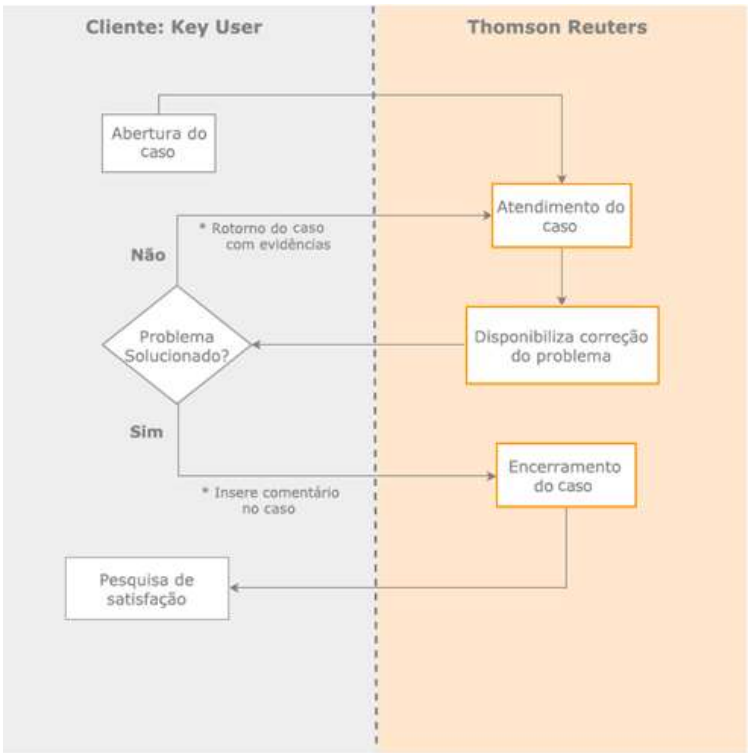 Cliente: Key User
Thomson Reuters
Abertura do
caso
Atendimento do
caso
* Rotorno do caso
com evidências
Não
Problema
Solucionado?
Disponibiliza correção
do problema
Sim
Encerramento
do caso
* Insere comentário
no caso
Pesquisa de
satisfação